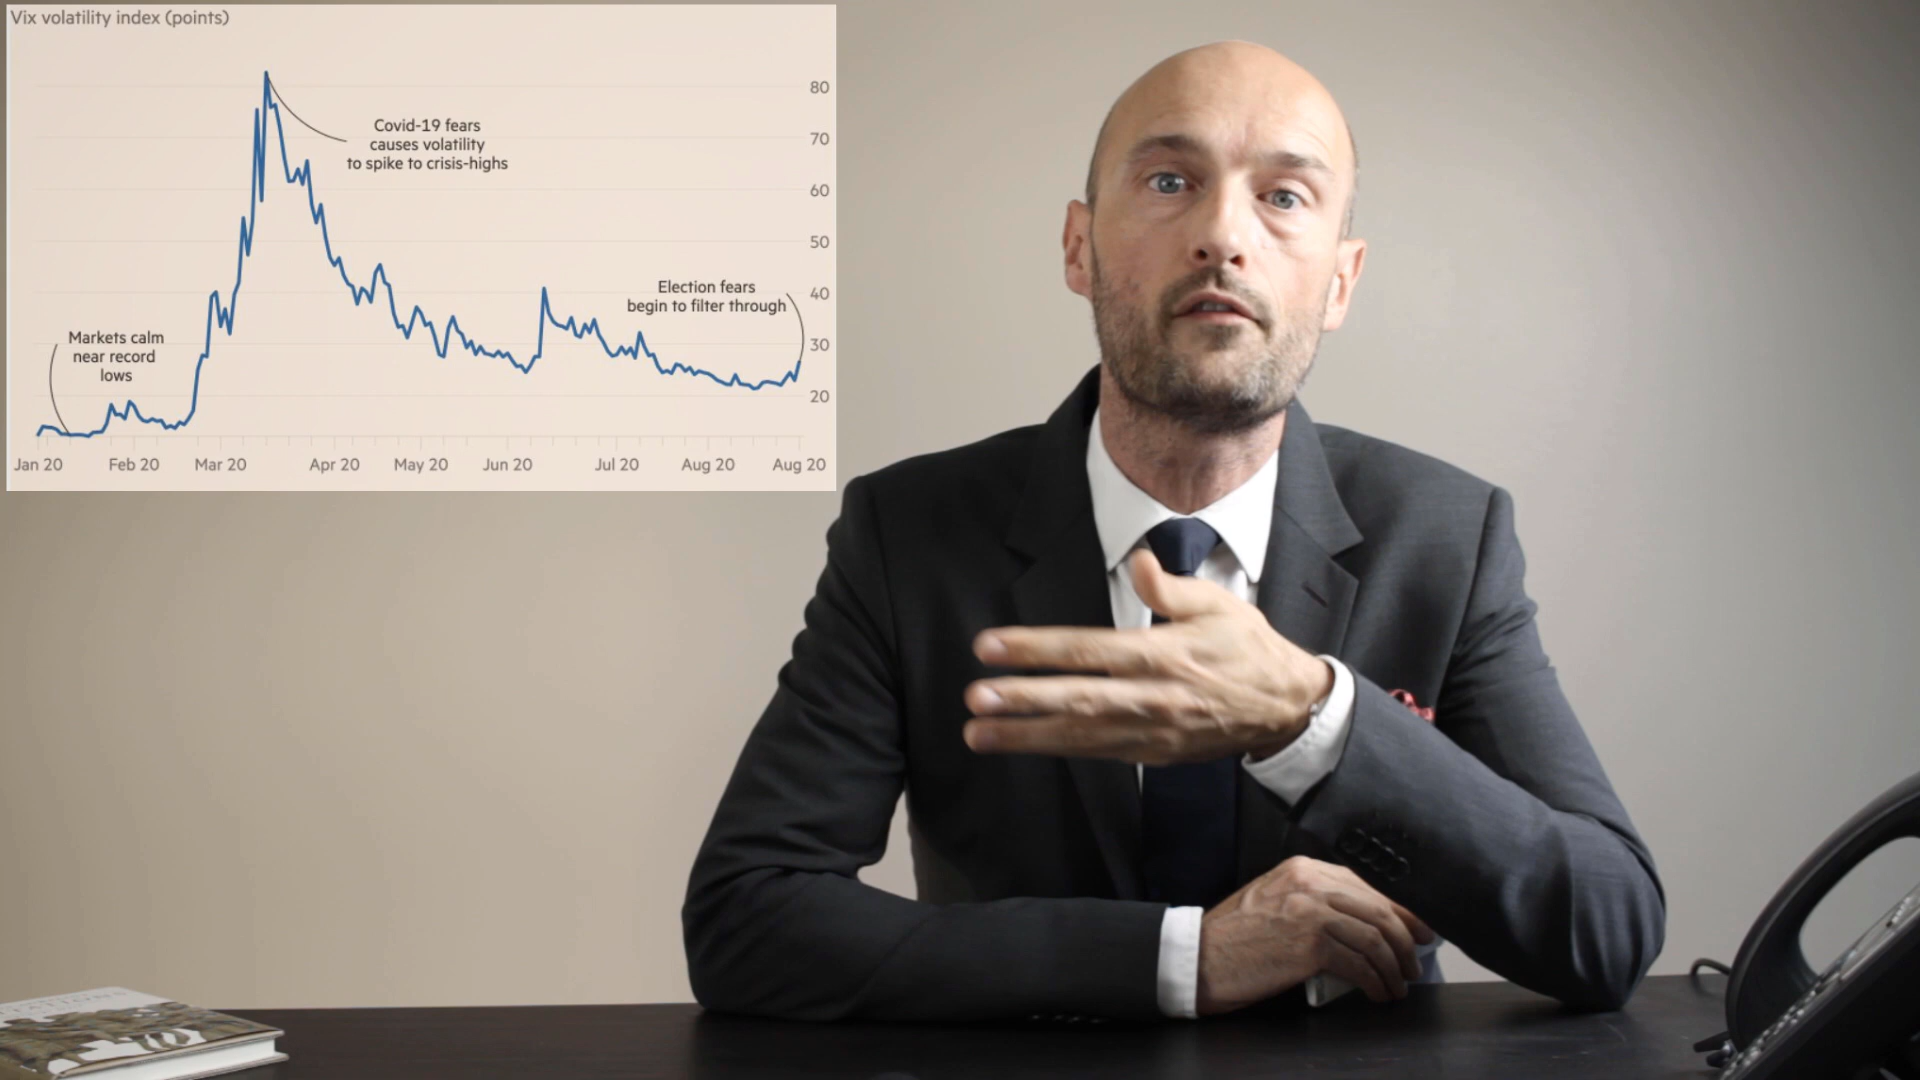 Vix volatility index (points)
80
Covid-19 fears
causes volatility
to spike to crisis-highs
70
60
50
Election fears
begin to filter through
40
Markets calm
near record
lows
30
20
Jan 20 Feb 20 Mar 20 Apr 20 May 20 Jun 20 Jul 20 Aug 20 Aug 20